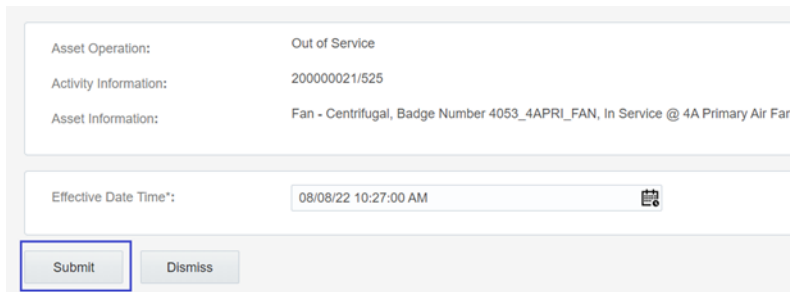 Asset Operation: Out of Service
Activity Information: 200000021/525
Asset Information: Fan - Centrifugal, Badge Number 4053_4APRI_FAN, In Service @ 4A Primary Air Fan
Effective Date Time*: 08/08/22 10:27:00 AM
Submit Dismiss